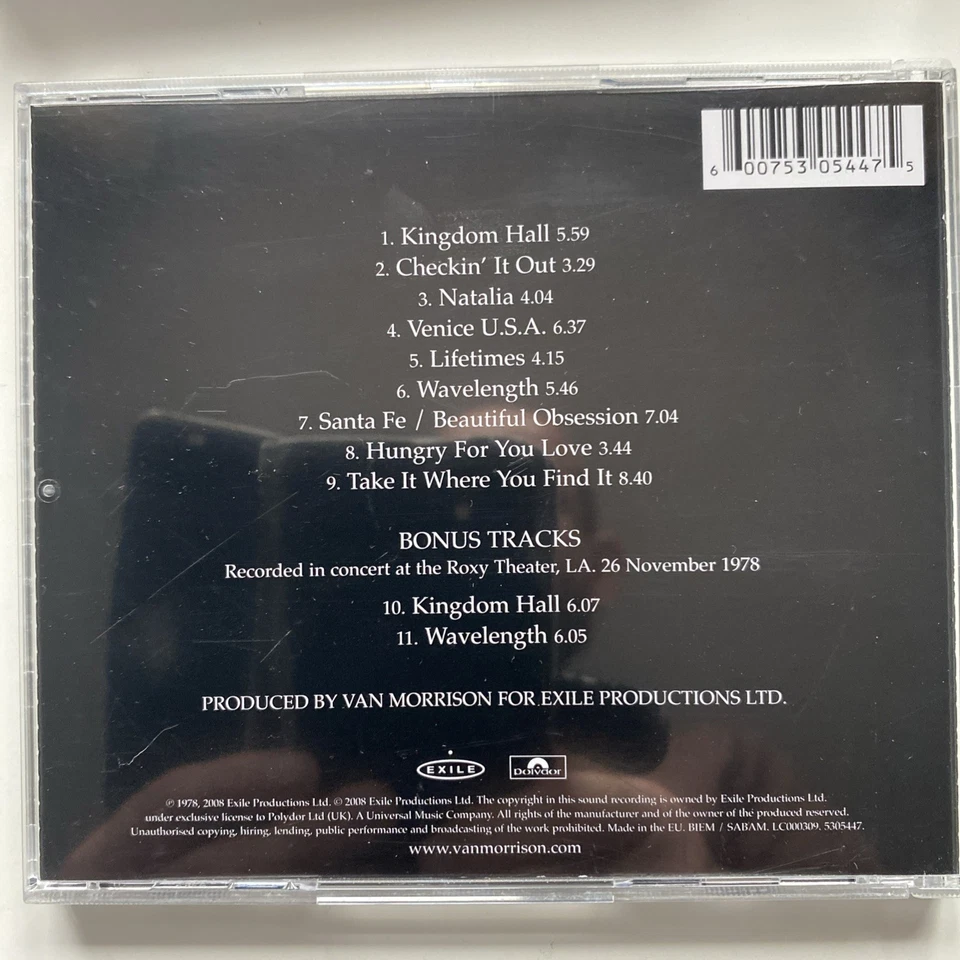 6 00753 05447 5
1. Kingdom Hall 5.59
2. Checkin' It Out 3.29
3. Natalia 4.04
4. Venice U.S.A. 6.37
5. Lifetimes 4.15
6. Wavelength 5.46
7. Santa Fe / Beautiful Obsession 7.04
8. Hungry For You Love 3.44
9. Take It Where You Find It 8.40
BONUS TRACKS
Recorded in concert at the Roxy Theater, LA. 26 November 1978
10. Kingdom Hall 6.07
11. Wavelength 6.05
PRODUCED BY VAN MORRISON FOR EXILE PRODUCTIONS LTD.
EXILE Polydor
℗ 1978, 2008 Exile Productions Ltd. © 2008 Exile Productions Ltd. The copyright in this sound recording is owned by Exile Productions Ltd.
under exclusive license to Polydor Ltd (UK). A Universal Music Company. All rights of the manufacturer and of the owner of the produced reserved.
Unauthorised copying, hiring, lending, public performance and broadcasting of the work prohibited. Made in the EU. BIEM / SABAM. LC000309. 5305447.
www.vanmorrison.com